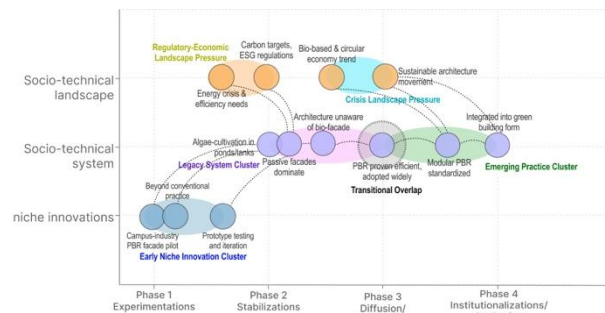 Regulatory-Economic
Landscape Pressure
Carbon targets,
ESG regulations
Bio-based & circular
economy trend
Socio-technical
landscape
Sustainable architecture
movement
Energy crisis &
efficiency needs
Crisis Landscape Pressure
Architecture unaware
of bio-facade
Integrated into green
building form
Socio-technical
system
Algae-cultivation in
ponds/tanks
Legacy System Cluster
Passive facades
dominate
PBR proven efficient,
adopted widely
Modular PBR
standardized
Emerging Practice Cluster
Transitional Overlap
Beyond conventional
practice
niche innovations
Campus-industry
PBR facade pilot
Prototype testing
and iteration
Early Niche Innovation Cluster
Phase 1
Experimentations
Phase 2
Stabilizations
Phase 3
Diffusion/
Phase 4
Institutionalizations/